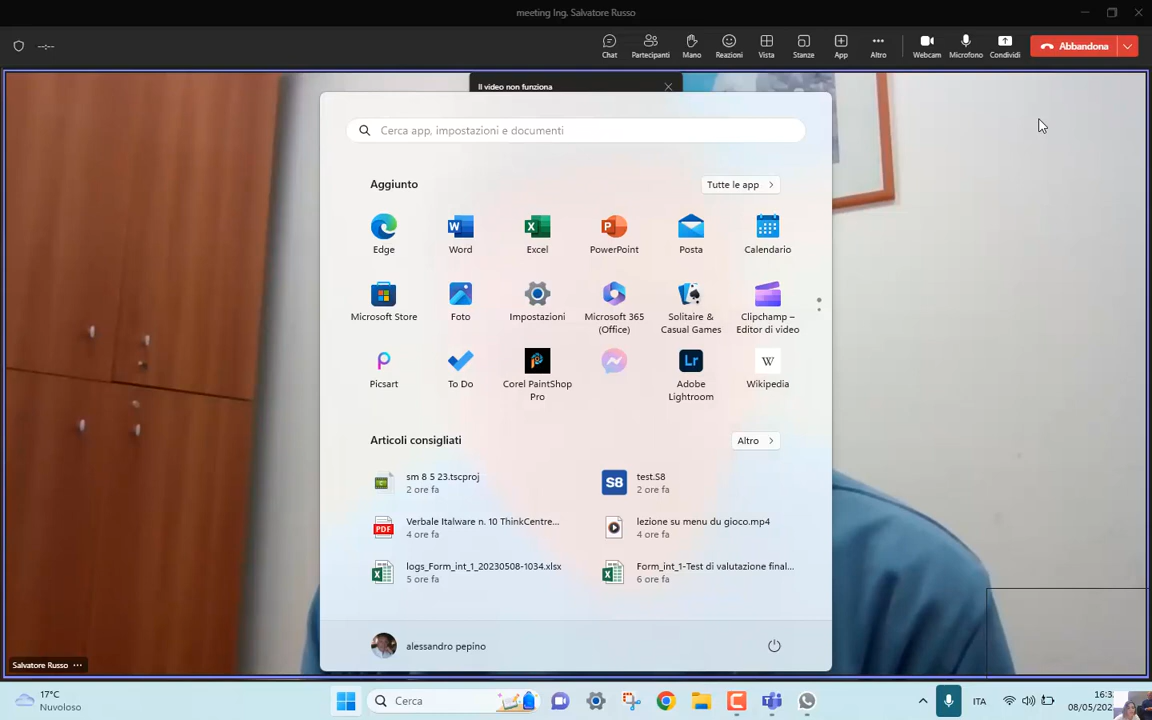 meeting Ing. Salvatore Russo
--:--
Chat
Partecipanti
Mano
Reazioni
Vista
Stanze
App
Altro
Webcam
Microfono
Condividi
Abbandona
Il video non funziona
Cerca app, impostazioni e documenti
Aggiunto
Tutte le app
Edge
Word
Excel
PowerPoint
Posta
Calendario
Microsoft Store
Foto
Impostazioni
Microsoft 365
(Office)
Solitaire &
Casual Games
Clipchamp –
Editor di video
Picsart
To Do
Corel PaintShop
Pro
Lr
Adobe
Lightroom
W
Wikipedia
Articoli consigliati
Altro
sm 8 5 23.tscproj
2 ore fa
S8
test.S8
2 ore fa
PDF
Verbale Italware n. 10 ThinkCentre...
4 ore fa
lezione su menu du gioco.mp4
4 ore fa
logs_Form_int_1_20230508-1034.xlsx
5 ore fa
Form_int_1-Test di valutazione final...
6 ore fa
alessandro pepino
Salvatore Russo
17°C
Nuvoloso
Cerca
ITA
16:3
08/05/202